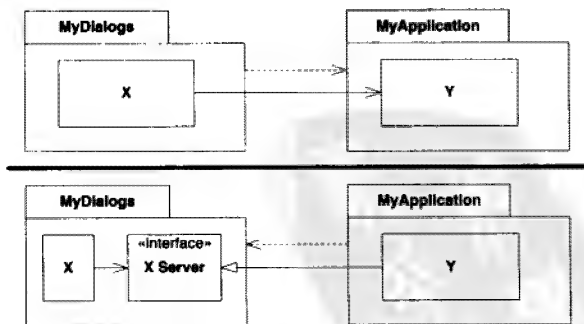 MyDialogs
MyApplication
X
Y
MyDialogs
MyApplication
X
«interface»
X Server
Y